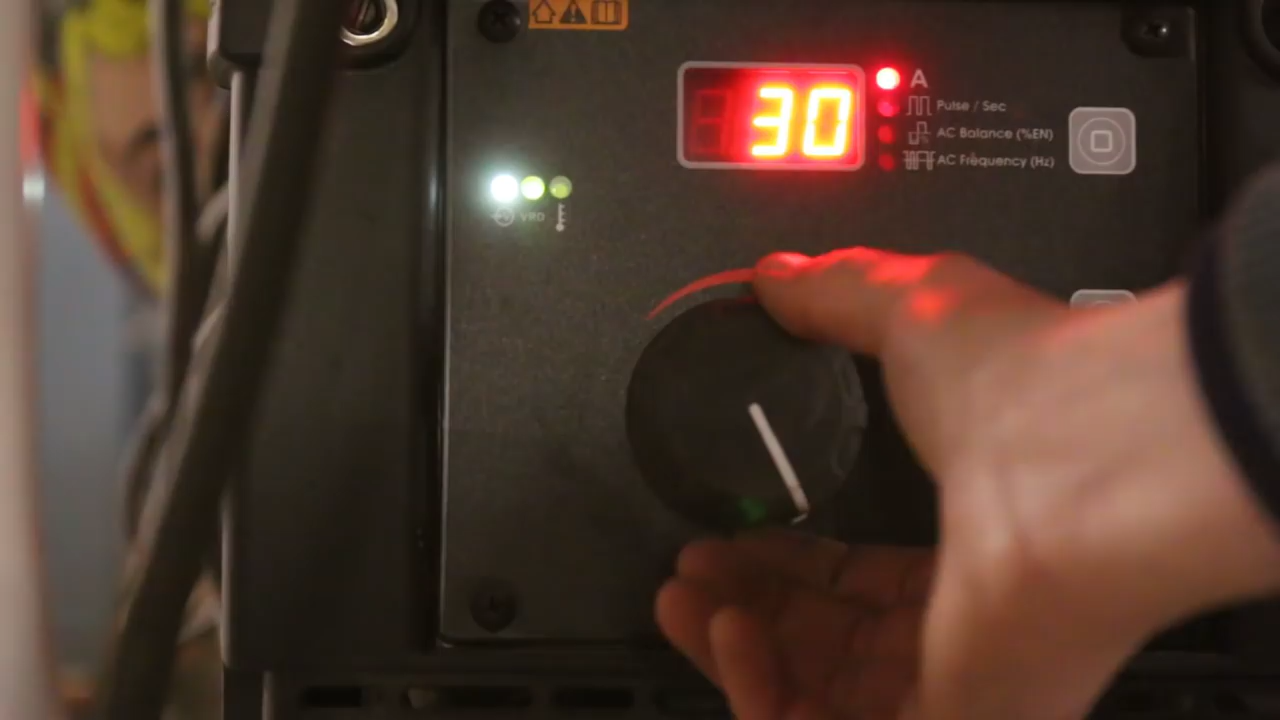 30
A
Pulse / Sec
AC Balance (%EN)
AC Frequency (Hz)
VRD